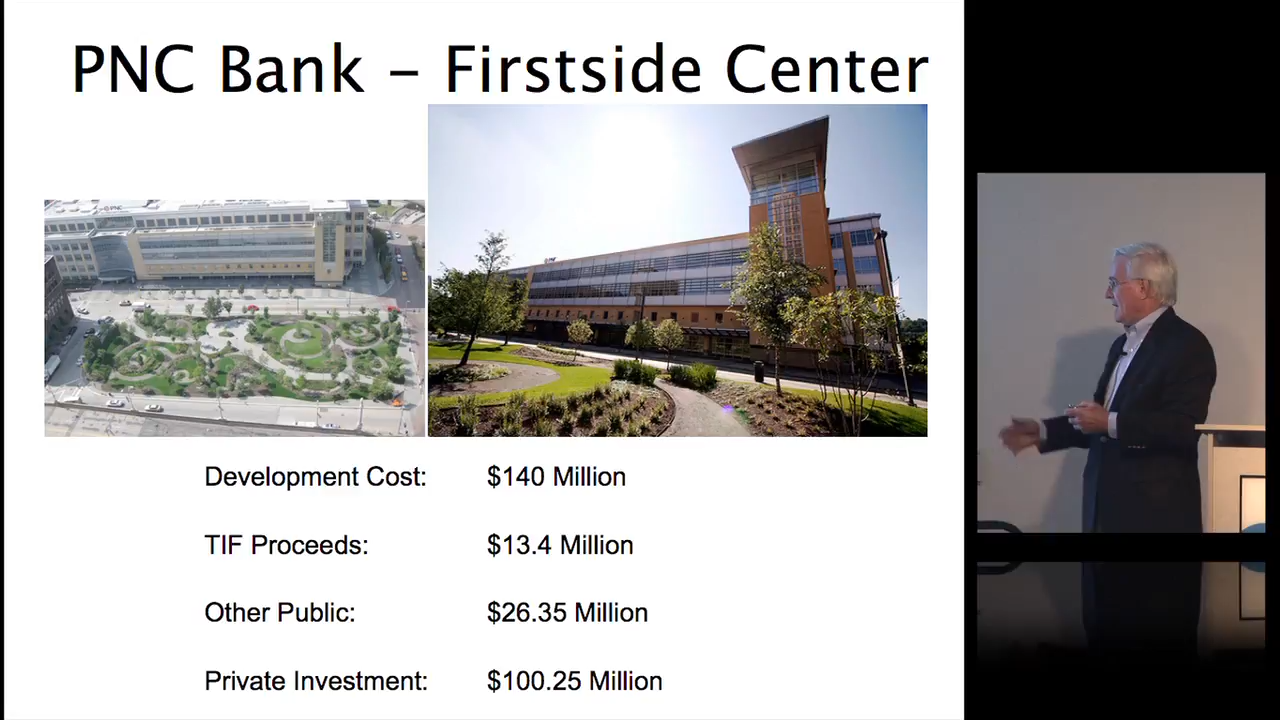 PNC Bank – Firstside Center
Development Cost: $140 Million
TIF Proceeds: $13.4 Million
Other Public: $26.35 Million
Private Investment: $100.25 Million